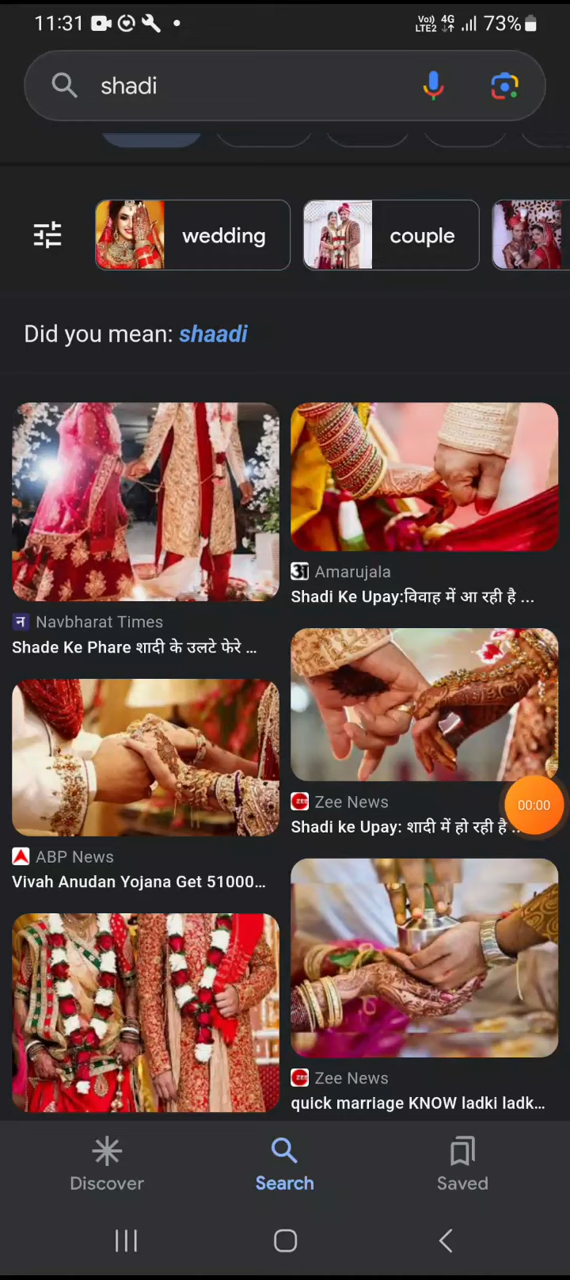 11:31
Vo)) 4G
LTE2
73%
shadi
wedding
couple
Did you mean: shaadi
Navbharat Times
Shade Ke Phare शादी के उलटे फेरे ...
Amarujala
Shadi Ke Upay:विवाह में आ रही है ...
ABP News
Vivah Anudan Yojana Get 51000...
Zee News
Shadi ke Upay: शादी में हो रही है ...
00:00
Zee News
quick marriage KNOW ladki ladk...
Discover
Search
Saved